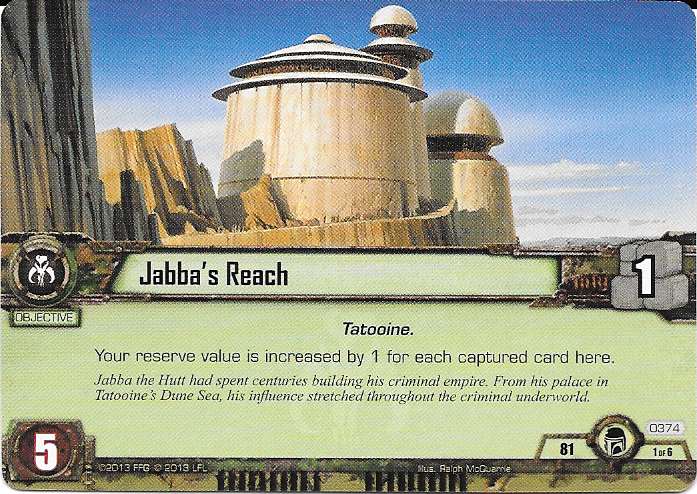 Jabba's Reach
1
OBJECTIVE
Tatooine.
Your reserve value is increased by 1 for each captured card here.
Jabba the Hutt had spent centuries building his criminal empire. From his palace in
Tatooine's Dune Sea, his influence stretched throughout the criminal underworld.
5
©2013 FFG © 2013 LFL
Illus. Ralph McQuarrie
81
0374
1 OF 6